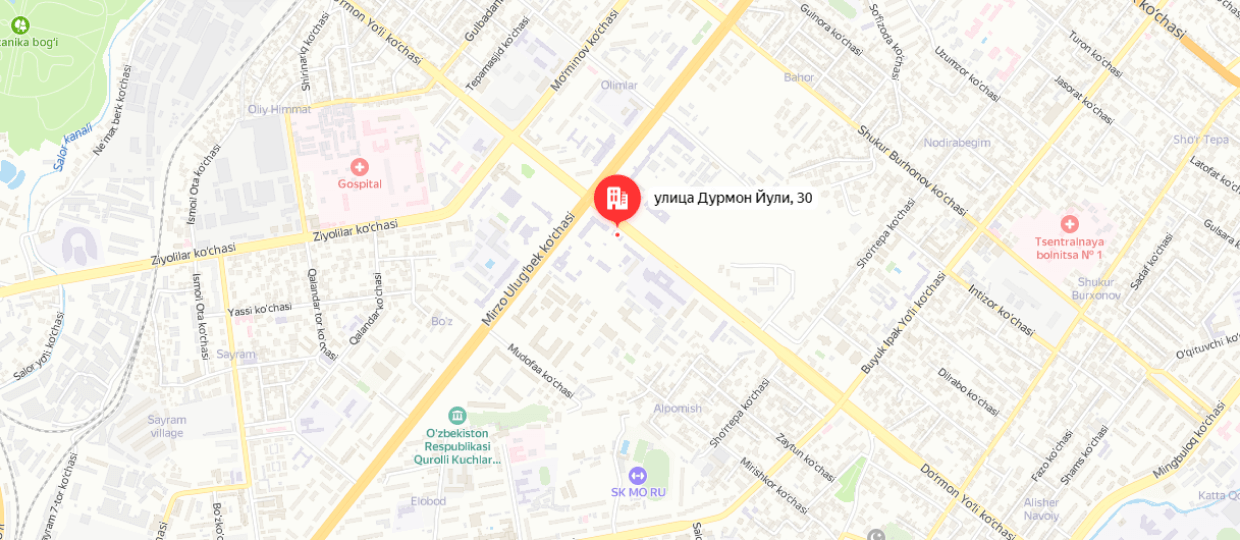 Do'rmon Yo'li ko'chasi
Gulbadan
Tepamasjid ko'chasi
Mo'minov ko'chasi
Shirnariq ko'chasi
Gulnora ko'chasi
Sofizoda ko'chasi
Uzumzor ko'chasi
Turon ko'chasi
ko'chasi
Jasorat ko'chasi
tanika bog'i
Ne'mat berk ko'chasi
Salor kanali
Oliy Himmat
Olimlar
Bahor
Shukur Burhonov ko'chasi
Nodirabegim
Sho'r-Tepa
Latofat ko'chasi
Ismoil Ota ko'chasi
Gospital
улица Дурмон Йули, 30
Ziyolilar ko'chasi
Ziyolilar ko'chasi
Mirzo Ulug'bek ko'chasi
Sho'rtepa ko'chasi
Tsentralnaya
bolnitsa № 1
Gulsara ko'chasi
Sadaf ko'chasi
Shukur
Burxonov
Ismoil Ota ko'chasi
Qalandar tor ko'chasi
Qalandar ko'chasi
Yassi ko'chasi
Bo'z
Sayram
Salor yo'li ko'chasi
Intizor ko'chasi
Buyuk Ipak Yo'li ko'chasi
O'qituvchi ko'chasi
Mudofaa ko'chasi
Dilrabo ko'chasi
Sayram
village
Alpomish
Sho'rtepa ko'chasi
O'zbekiston
Respublikasi
Qurolli Kuchlar...
Zaytun ko'chasi
Mirishkor ko'chasi
Do'rmon Yo'li ko'chasi
Fazo ko'chasi
Shams ko'chasi
Mingbuloq ko'chasi
SK MO RU
Elobod
Alisher
Navoiy
Katta Qo
Sayram 7-tor ko'chasi
Bo'zko'
chasi
Salo